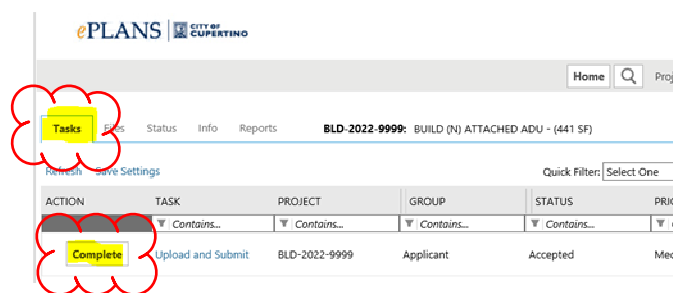 ePLANS CITY OF CUPERTINO
Home
Tasks Files Status Info Reports BLD-2022-9999: BUILD (N) ATTACHED ADU - (441 SF)
Refresh Save Settings Quick Filter: Select One
ACTION TASK PROJECT GROUP STATUS
Contains... Contains... Contains... Contains...
Complete Upload and Submit BLD-2022-9999 Applicant Accepted